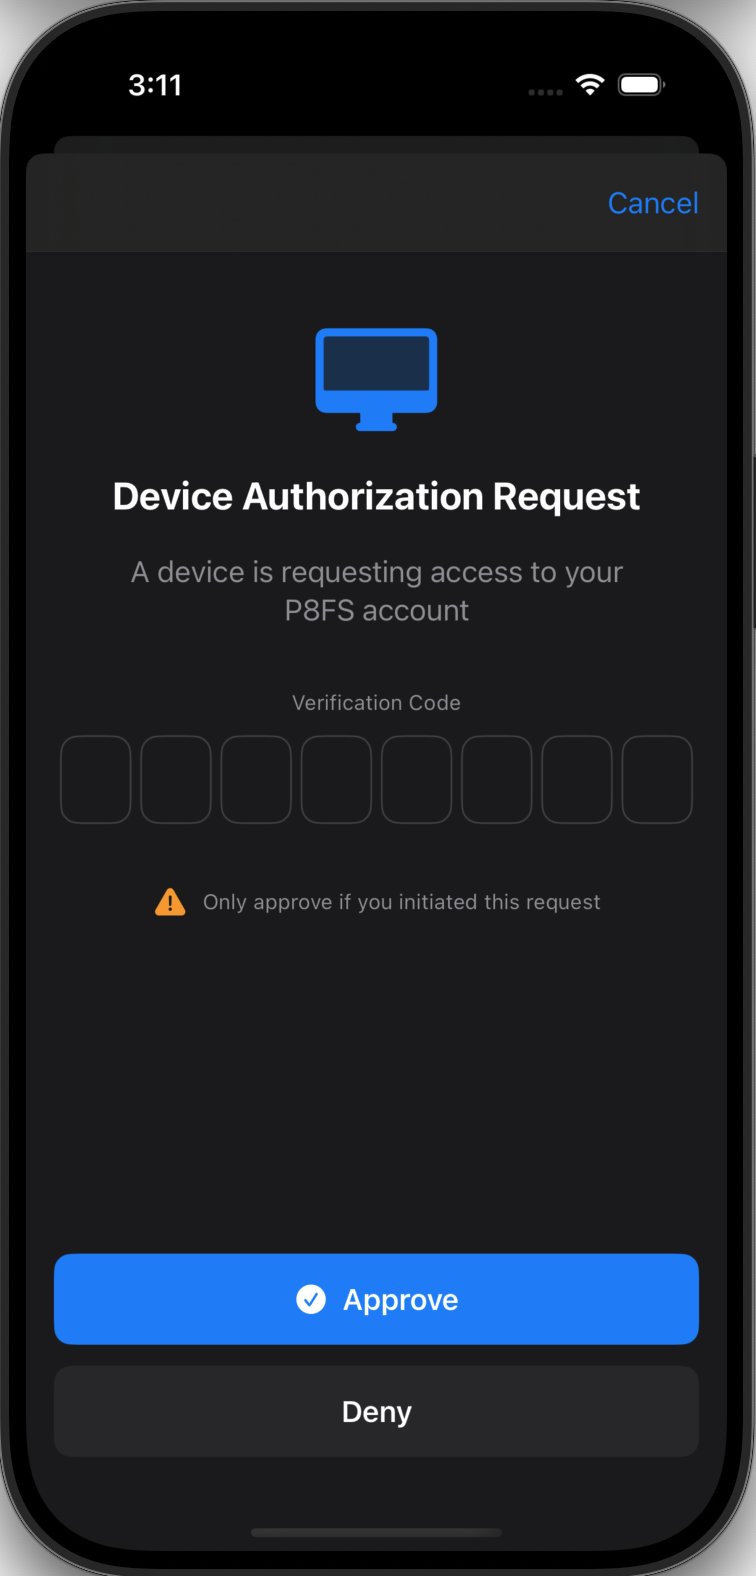 3:11
Cancel
Device Authorization Request
A device is requesting access to your
P8FS account
Verification Code
Only approve if you initiated this request
Approve
Deny